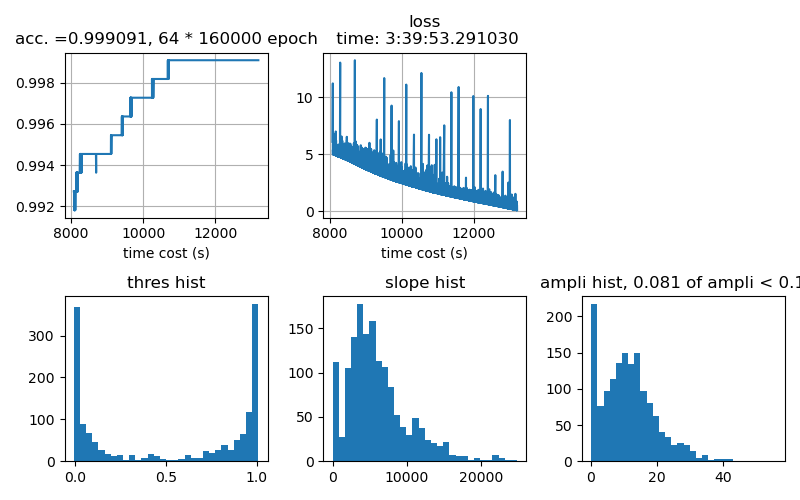 acc. =0.999091, 64 * 160000 epoch
0.998
0.996
0.994
0.992
8000 10000 12000
time cost (s)
loss
time: 3:39:53.291030
10
5
0
8000 10000 12000
time cost (s)
thres hist
300
200
100
0
0.0 0.5 1.0
slope hist
150
100
50
0
0 10000 20000
ampli hist, 0.081 of ampli < 0.1
200
150
100
50
0
0 20 40